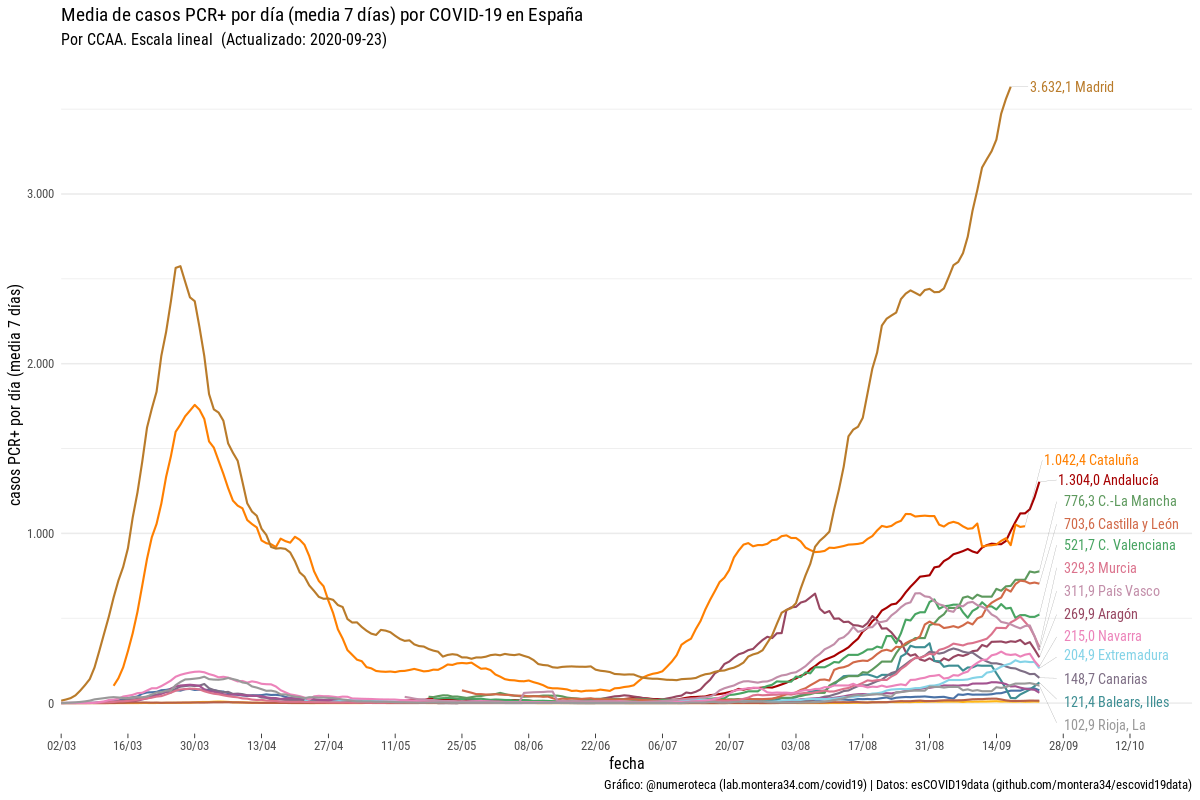 Media de casos PCR+ por día (media 7 días) por COVID-19 en España
Por CCAA. Escala lineal (Actualizado: 2020-09-23)
casos PCR+ por día (media 7 días)
3.000
2.000
1.000
0
3.632,1 Madrid
1.042,4 Cataluña
1.304,0 Andalucía
776,3 C.-La Mancha
703,6 Castilla y León
521,7 C. Valenciana
329,3 Murcia
311,9 País Vasco
269,9 Aragón
215,0 Navarra
204,9 Extremadura
148,7 Canarias
121,4 Balears, Illes
102,9 Rioja, La
02/03 16/03 30/03 13/04 27/04 11/05 25/05 08/06 22/06 06/07 20/07 03/08 17/08 31/08 14/09 28/09 12/10
fecha
Gráfico: @numeroteca (lab.montera34.com/covid19) | Datos: esCOVID19data (github.com/montera34/escovid19data)